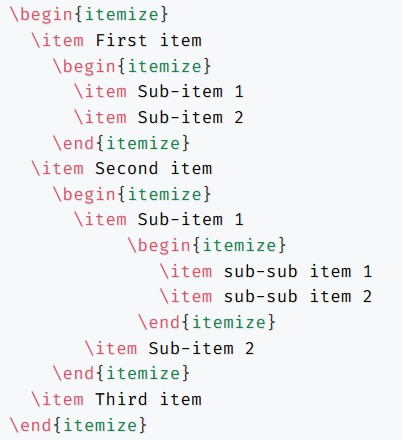 \begin{itemize}
  \item First item
    \begin{itemize}
      \item Sub-item 1
      \item Sub-item 2
    \end{itemize}
  \item Second item
    \begin{itemize}
      \item Sub-item 1
           \begin{itemize}
              \item sub-sub item 1
              \item sub-sub item 2
            \end{itemize}
       \item Sub-item 2
    \end{itemize}
  \item Third item
\end{itemize}